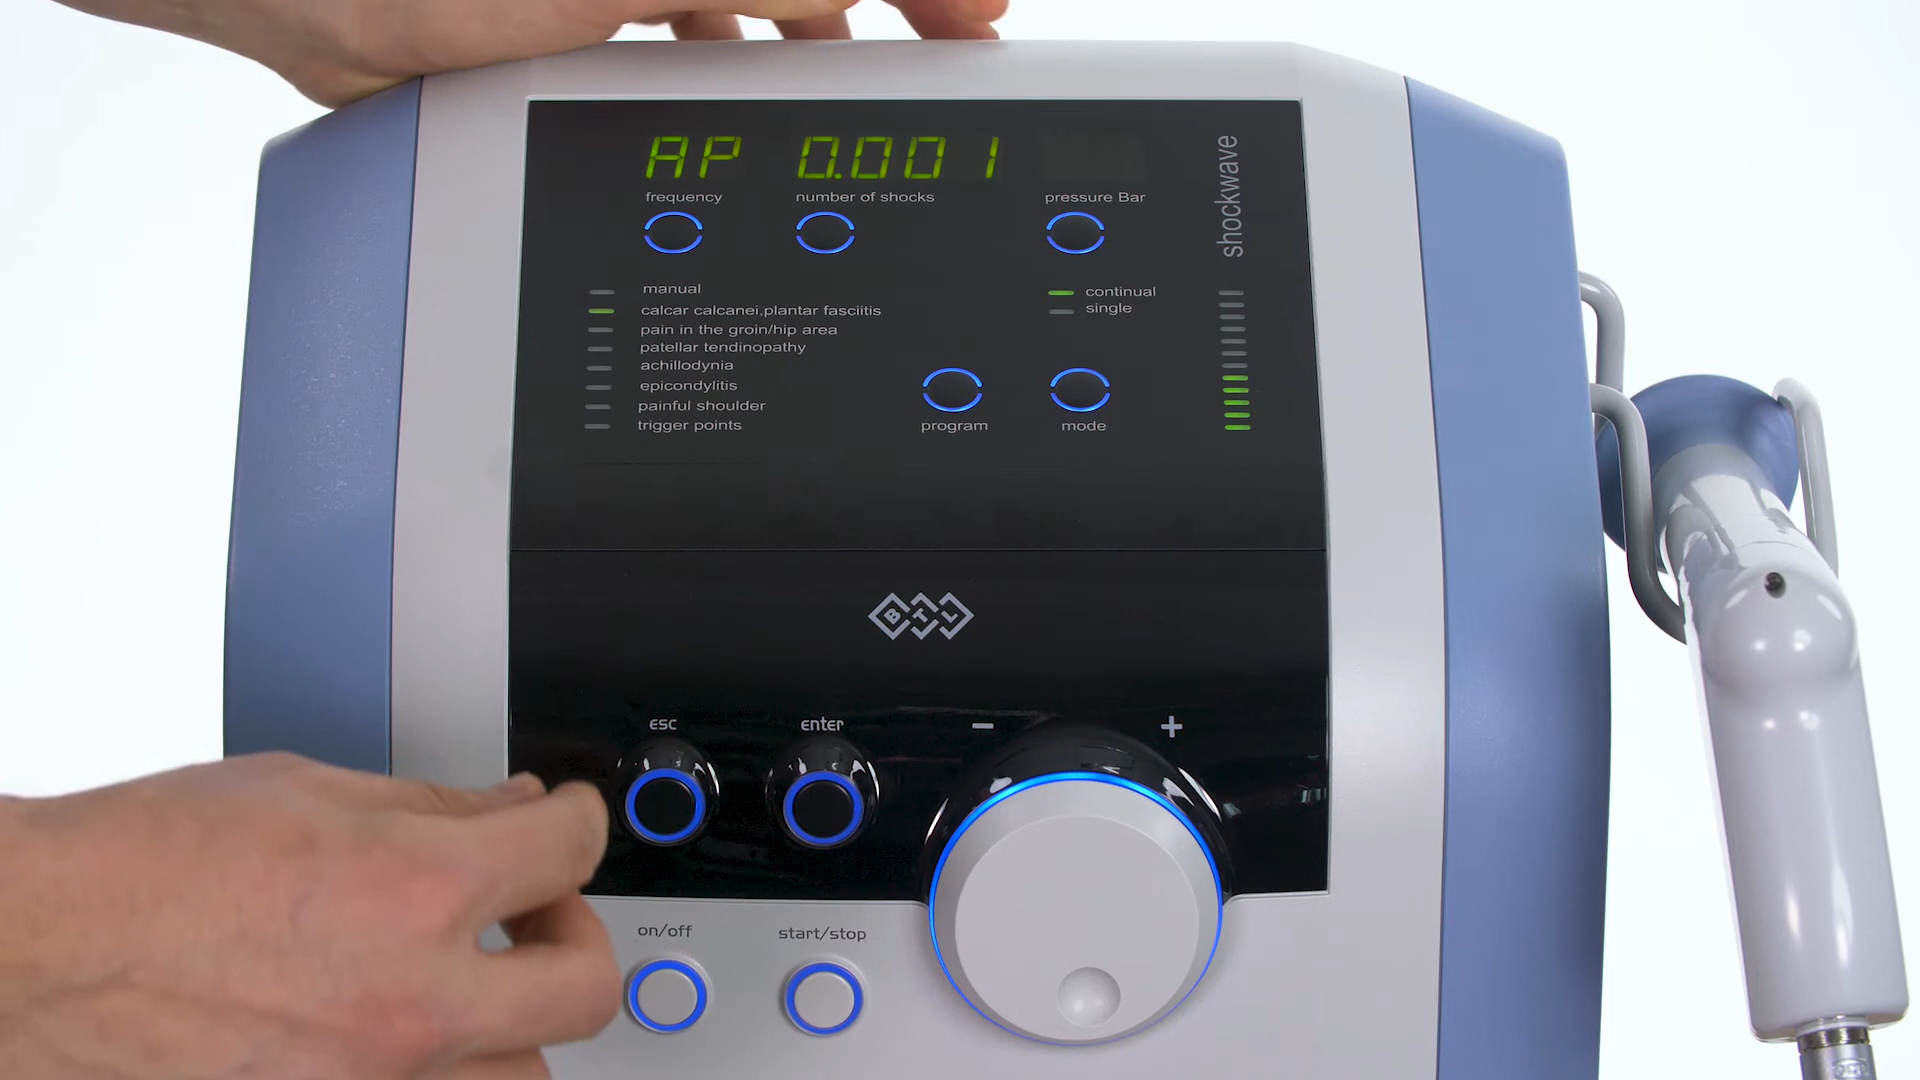 AP 0.001
frequency number of shocks pressure Bar
shockwave
manual
calcar calcanei,plantar fasciitis
pain in the groin/hip area
patellar tendinopathy
achillodynia
epicondylitis
painful shoulder
trigger points
continual
single
program mode
BTL
esc enter - +
on/off start/stop